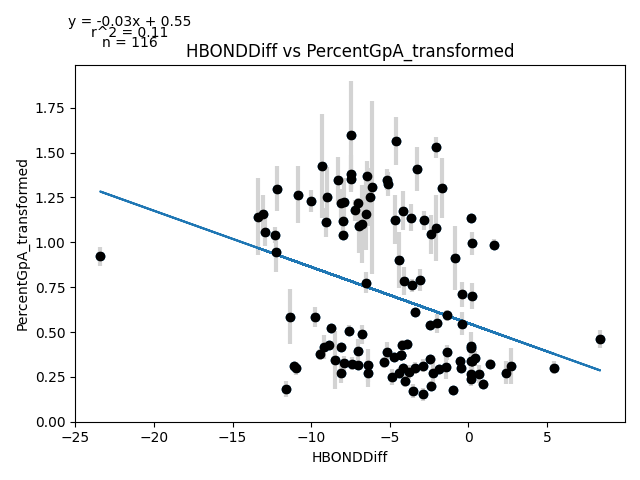 y = -0.03x + 0.55
r^2 = 0.11
n = 116
HBONDDiff vs PercentGpA_transformed
PercentGpA_transformed
1.75
1.50
1.25
1.00
0.75
0.50
0.25
0.00
−25
−20
−15
−10
−5
0
5
HBONDDiff